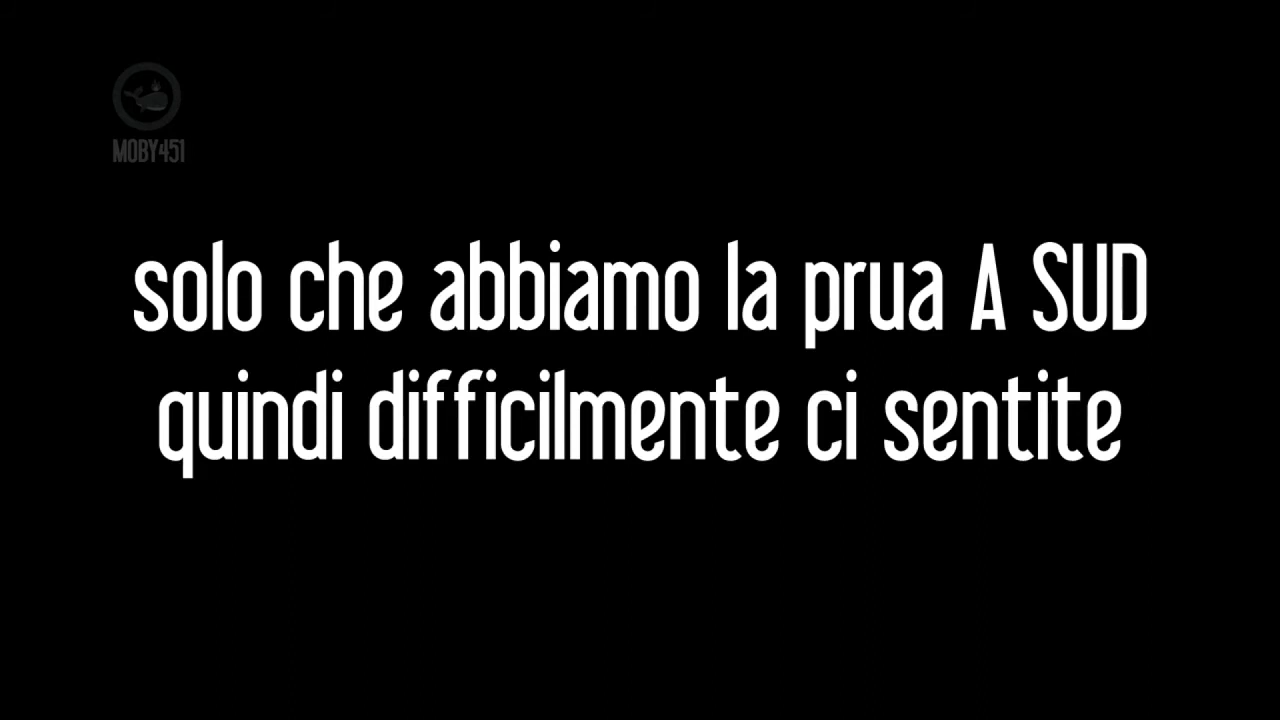 MOBY451
solo che abbiamo la prua A SUD
quindi difficilmente ci sentite